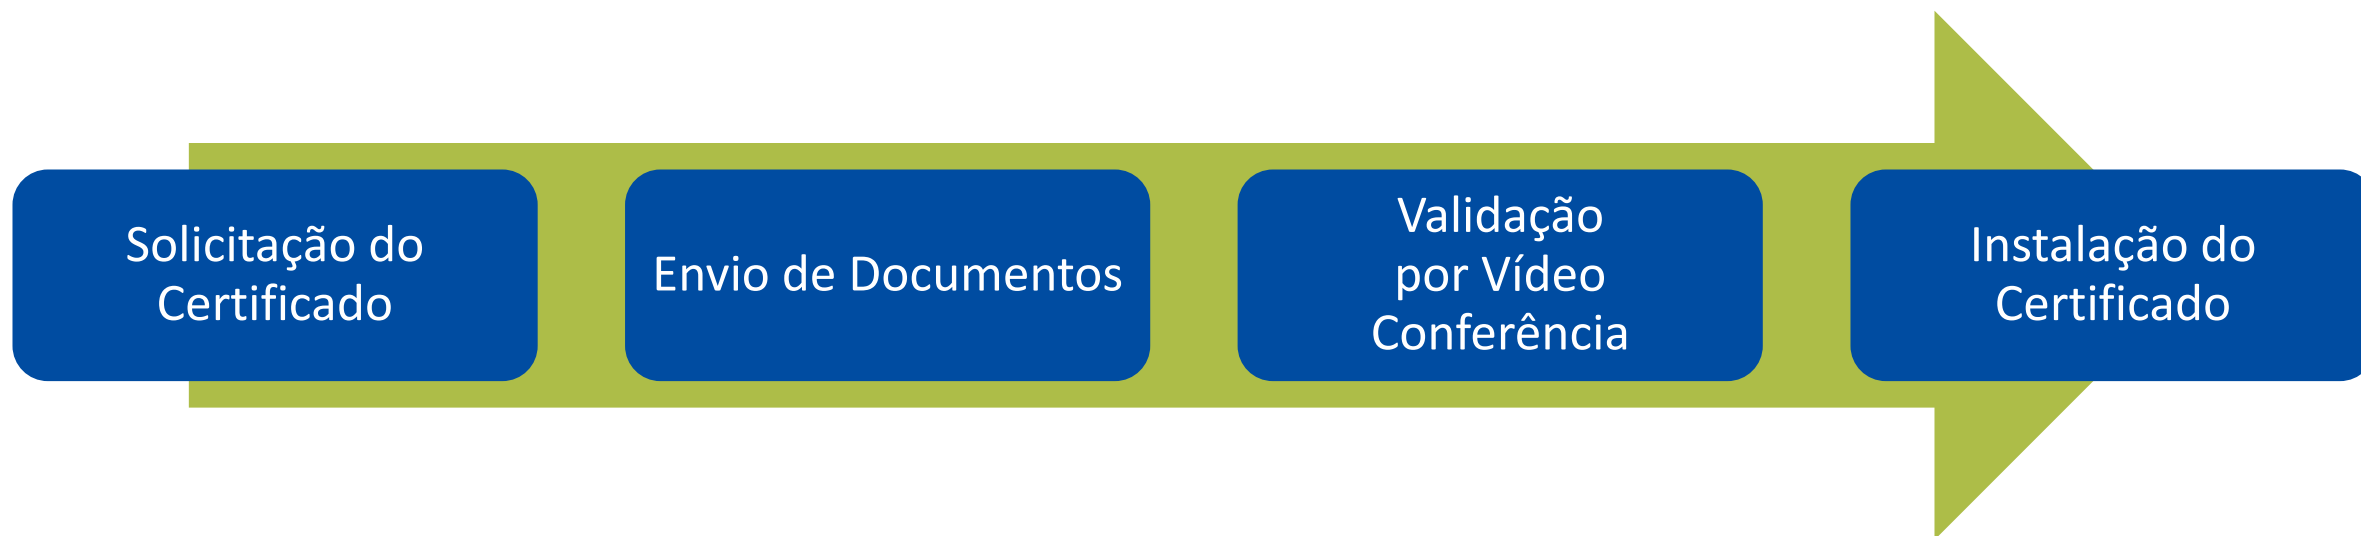 Solicitação do
Certificado
Envio de Documentos
Validação
por Vídeo
Conferência
Instalação do
Certificado